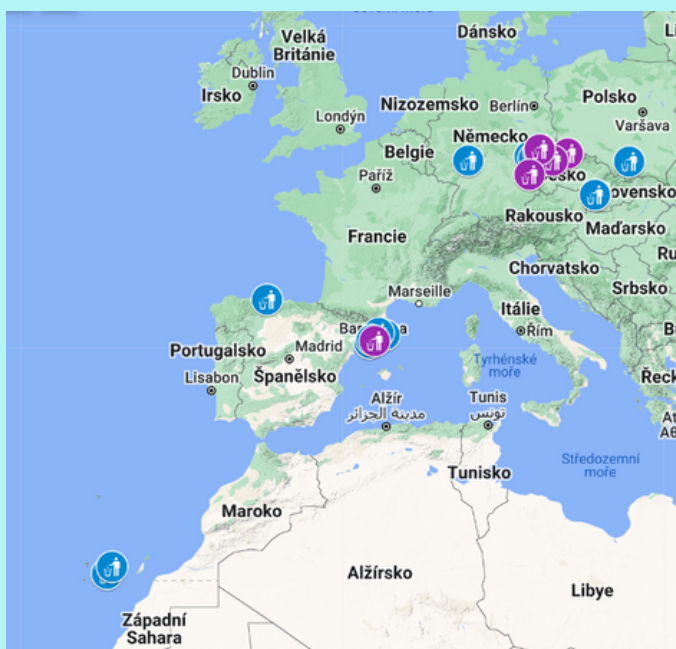 Velká
Británie
Dánsko
Dublin
Irsko
Londýn
Nizozemsko
Berlín
Polsko
Varšava
Německo
Belgie
Paříž
Rakousko
Maďarsko
Francie
Chorvatsko
Srbsko
Marseille
Itálie
Řím
Portugalsko
Madrid
Španělsko
Lisabon
Tyrhénské
moře
Řeck
Alžír
مدينة الجزائر
Tunis
تونس
At
Tunisko
Středozemní
moře
Maroko
Alžírsko
Libye
Západní
Sahara